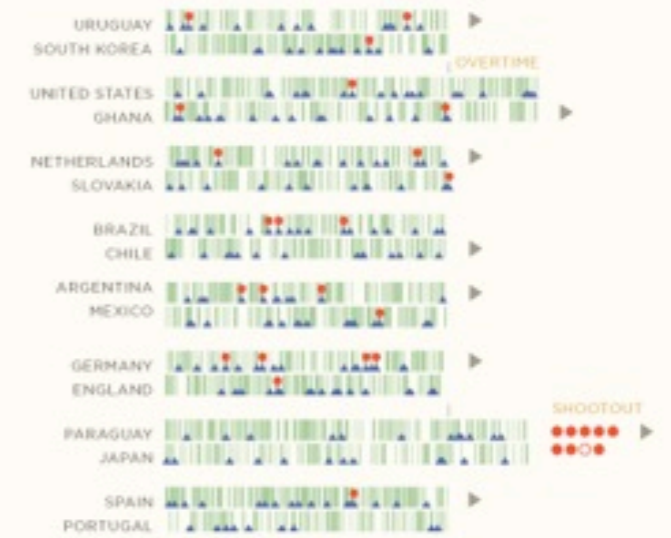 URUGUAY
SOUTH KOREA
OVERTIME
UNITED STATES
GHANA
NETHERLANDS
SLOVAKIA
BRAZIL
CHILE
ARGENTINA
MEXICO
GERMANY
ENGLAND
SHOOTOUT
PARAGUAY
JAPAN
SPAIN
PORTUGAL